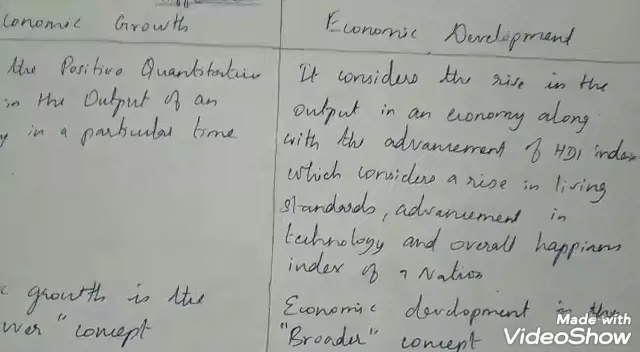 conomic Growth
Economic Development
the Positive Quantitative
in the Output of an
y in a particular time
It considers the rise in the
output in an economy along
with the advancement of HDI index
which considers a rise in living
standards, advancement in
technology and overall happiness
index of a Nation
c growth is the
wer" concept
Economic development is the
"Broader" concept
Made with
VideoShow